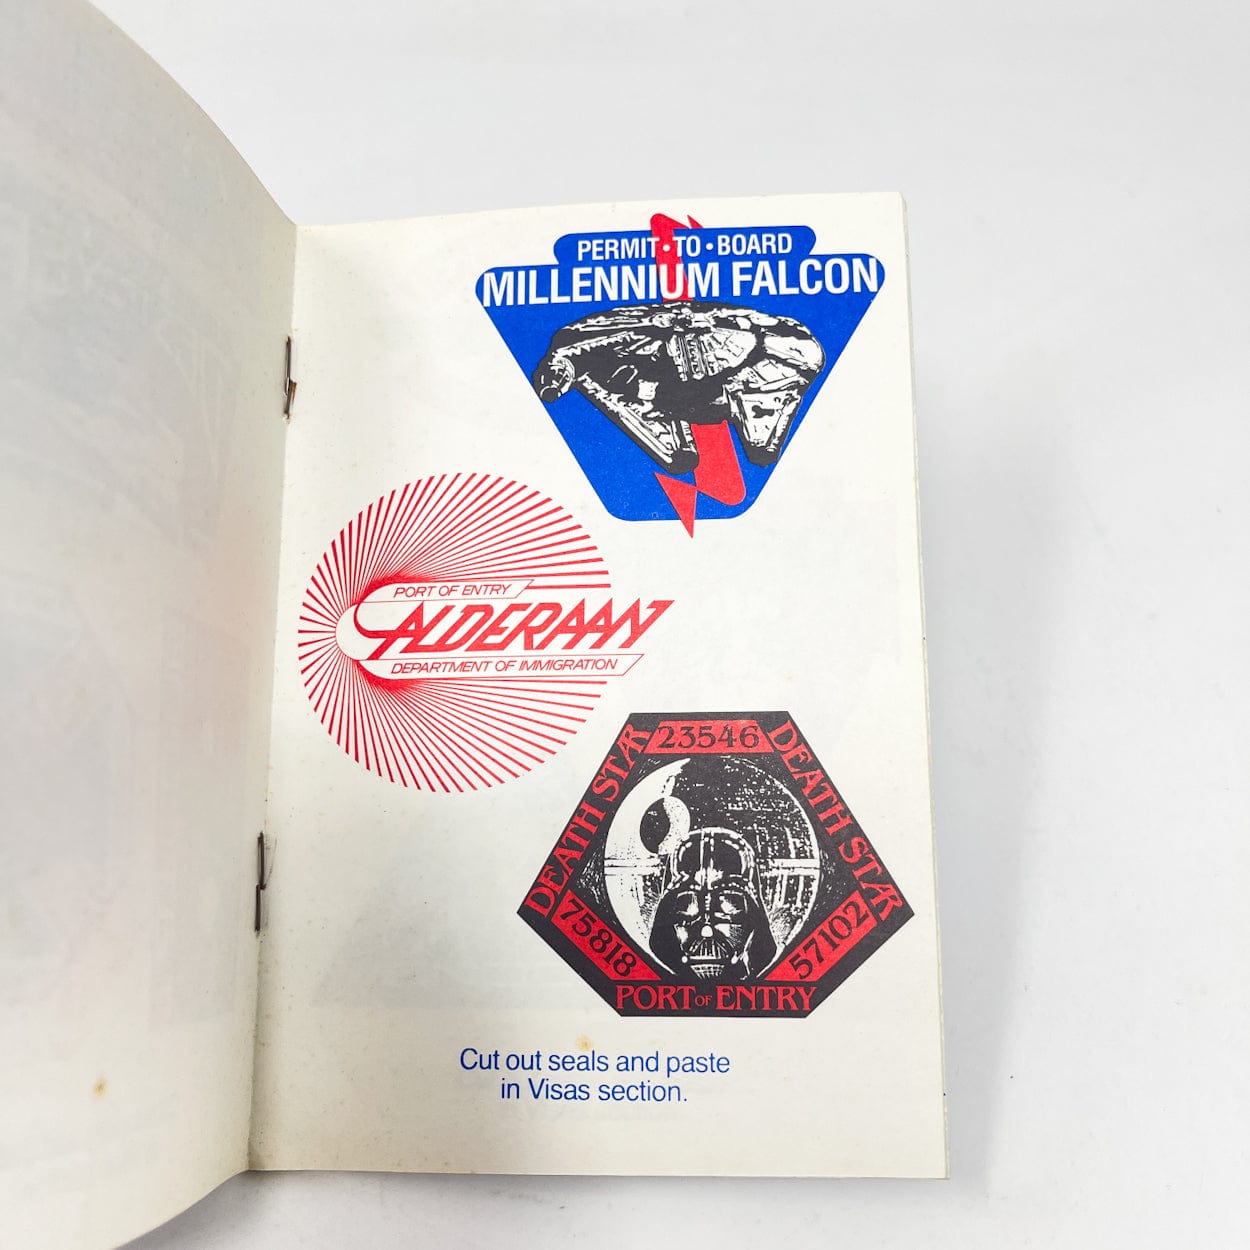 PERMIT•TO•BOARD
MILLENNIUM FALCON
PORT OF ENTRY
ALDERAAN
DEPARTMENT OF IMMIGRATION
23546
DEATH STAR
DEATH STAR
75818
57102
PORT OF ENTRY
Cut out seals and paste
in Visas section.